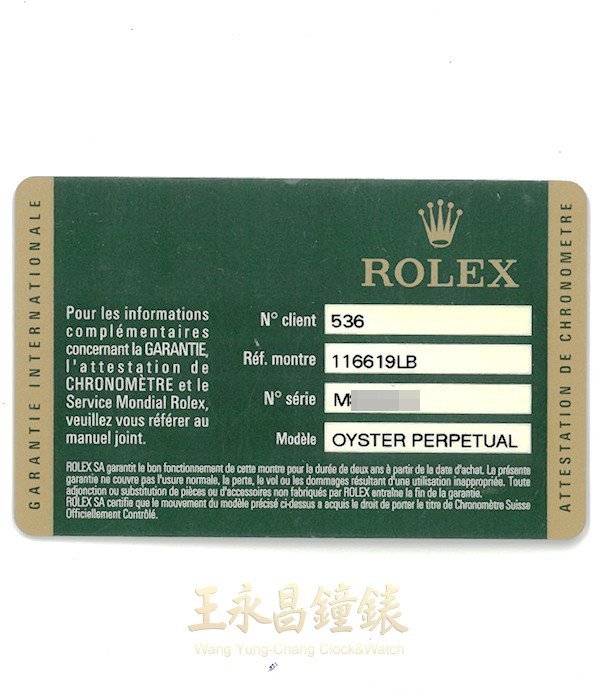 GARANTIE INTERNATIONALE
ROLEX
Pour les informations
complémentaires
concernant la GARANTIE,
l'attestation de
CHRONOMÈTRE et le
Service Mondial Rolex,
veuillez vous référer au
manuel joint.
N° client 536
Réf. montre 116619LB
N° série M
Modèle OYSTER PERPETUAL
ROLEX SA garantit le bon fonctionnement de cette montre pour la durée de deux ans à partir de la date d'achat. La présente
garantie ne couvre pas l'usure normale, la perte, le vol ou les dommages résultant d'une utilisation inappropriée. Toute
adjonction ou substitution de pièces ou d'accessoires non fabriqués par ROLEX entraîne la fin de la garantie.
ROLEX SA certifie que le mouvement du modèle précisé ci-dessus a acquis le droit de porter le titre de Chronomètre Suisse
Officiellement Contrôlé.
ATTESTATION DE CHRONOMETRE
王永昌鐘錶
Wang Yung-Chang Clock&Watch